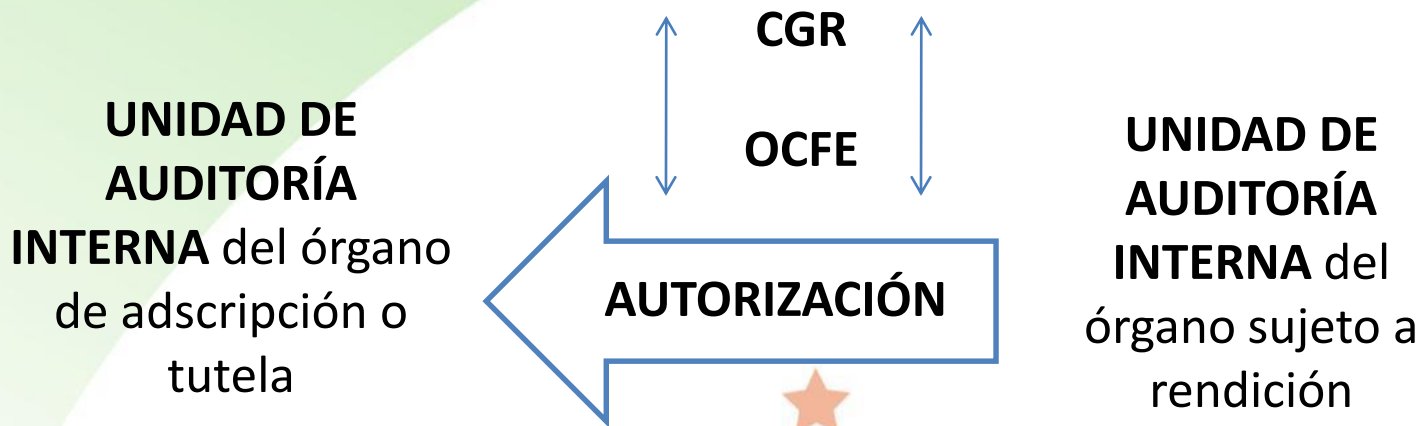 CGR
OCFE
UNIDAD DE
AUDITORÍA
INTERNA del órgano
de adscripción o
tutela
AUTORIZACIÓN
UNIDAD DE
AUDITORÍA
INTERNA del
órgano sujeto a
rendición